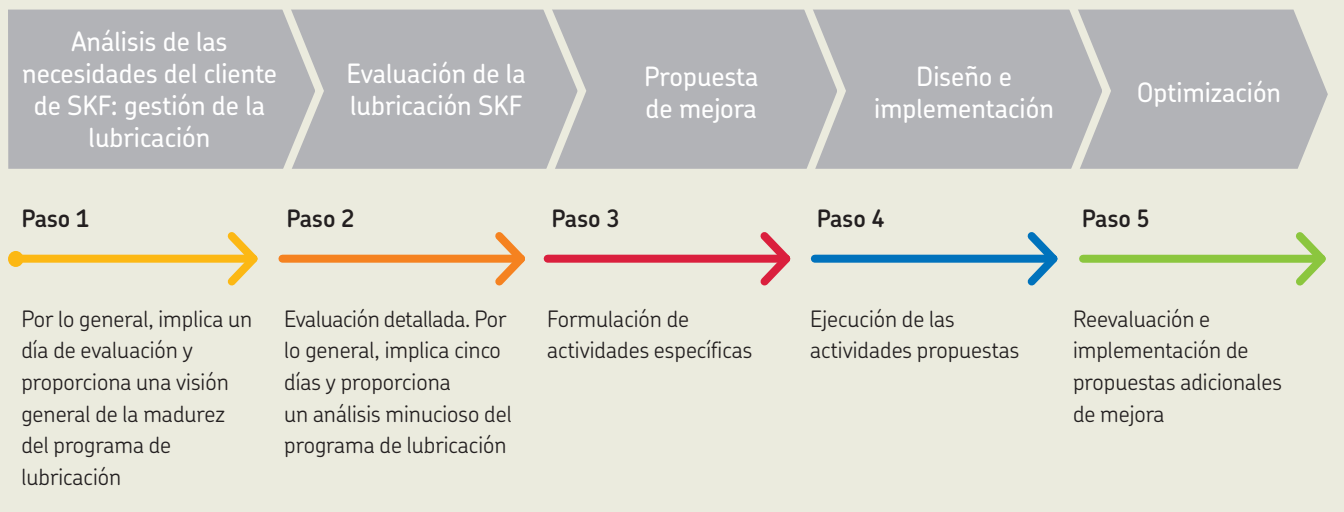 Análisis de las
necesidades del cliente
de SKF: gestión de la
lubricación
Evaluación de la
lubricación SKF
Propuesta
de mejora
Diseño e
implementación
Optimización
Paso 1
Por lo general, implica un
día de evaluación y
proporciona una visión
general de la madurez
del programa de
lubricación
Paso 2
Evaluación detallada. Por
lo general, implica cinco
días y proporciona
un análisis minucioso del
programa de lubricación
Paso 3
Formulación de
actividades específicas
Paso 4
Ejecución de las
actividades propuestas
Paso 5
Reevaluación e
implementación de
propuestas adicionales
de mejora